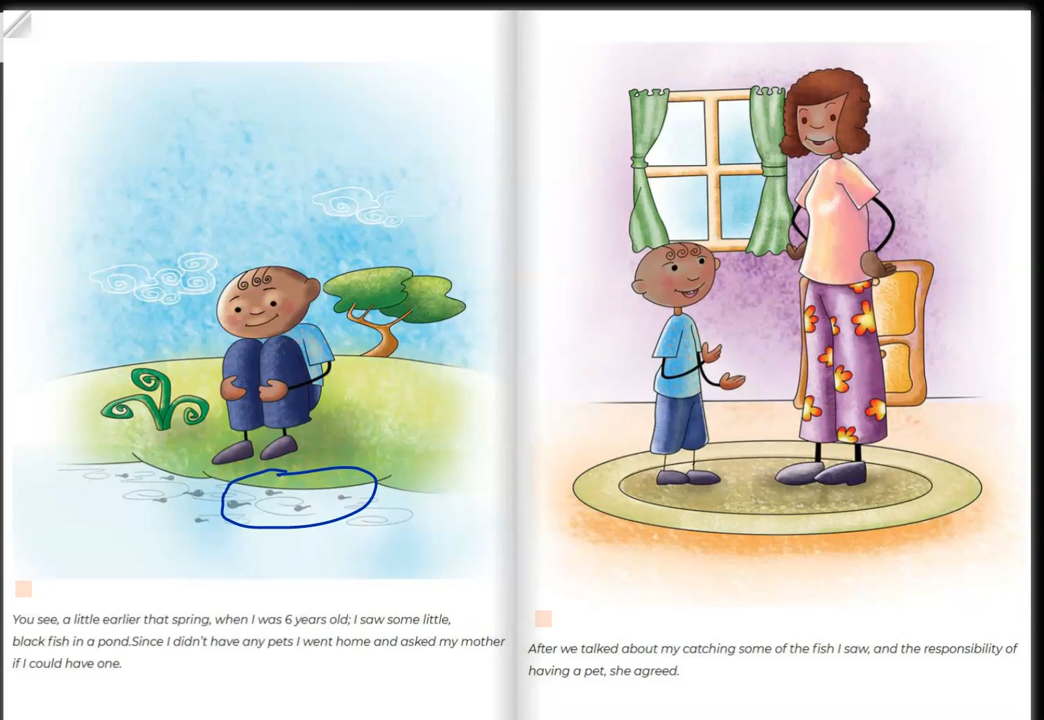 You see, a little earlier that spring, when I was 6 years old; I saw some little,
black fish in a pond.Since I didn't have any pets I went home and asked my mother
if I could have one.
After we talked about my catching some of the fish I saw, and the responsibility of
having a pet, she agreed.